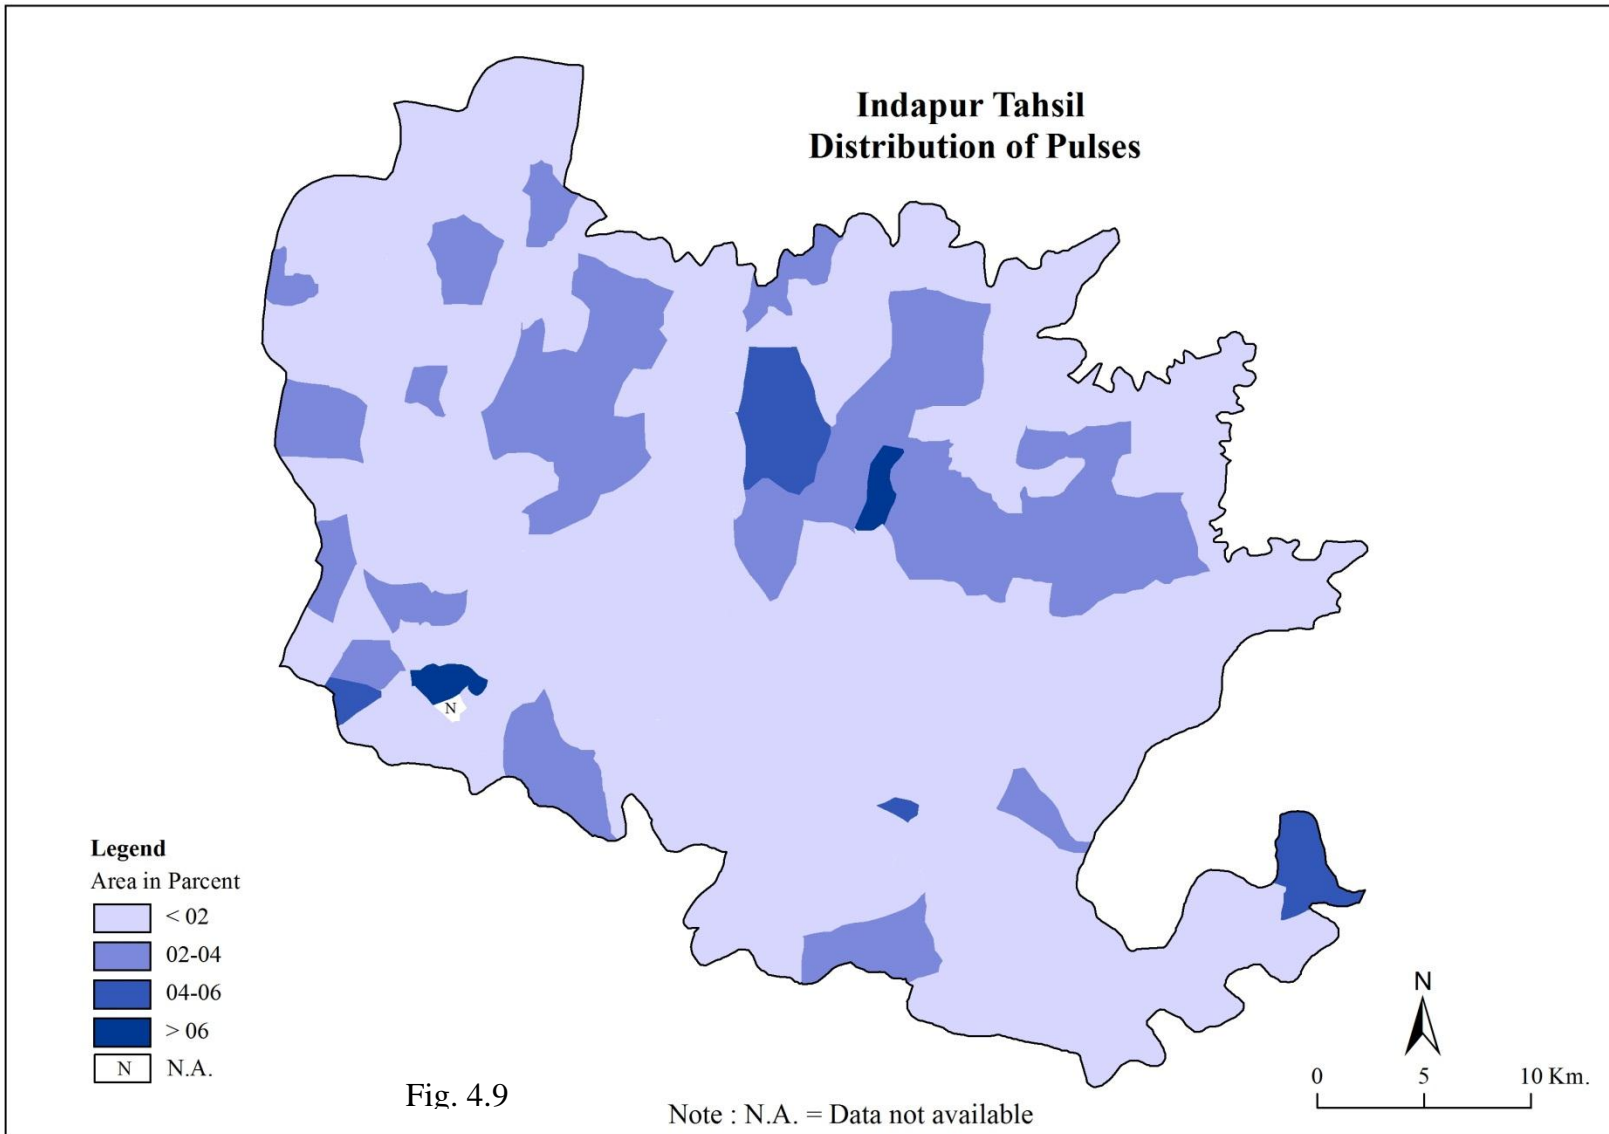 Indapur Tahsil
Distribution of Pulses
N
Legend
Area in Parcent
< 02
02-04
04-06
> 06
N N.A.
Fig. 4.9
Note : N.A. = Data not available
N
0 5 10 Km.